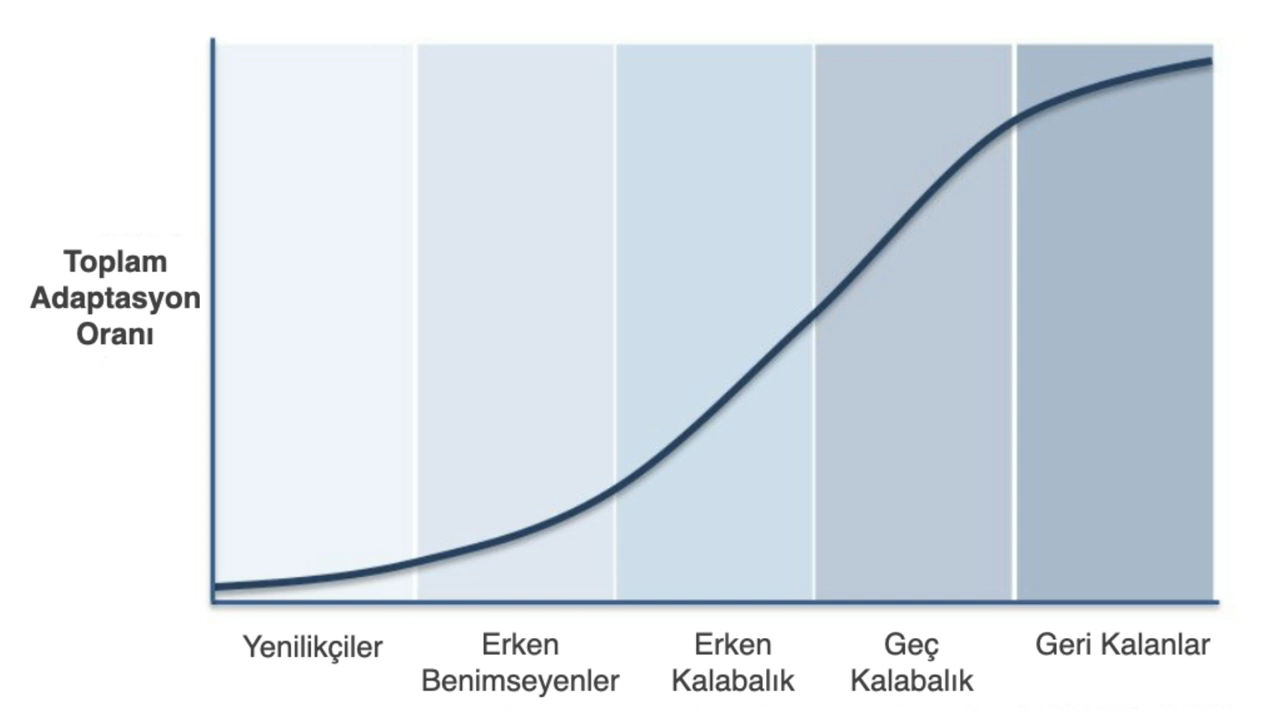 Toplam
Adaptasyon
Oranı
Yenilikçiler
Erken
Benimseyenler
Erken
Kalabalık
Geç
Kalabalık
Geri Kalanlar